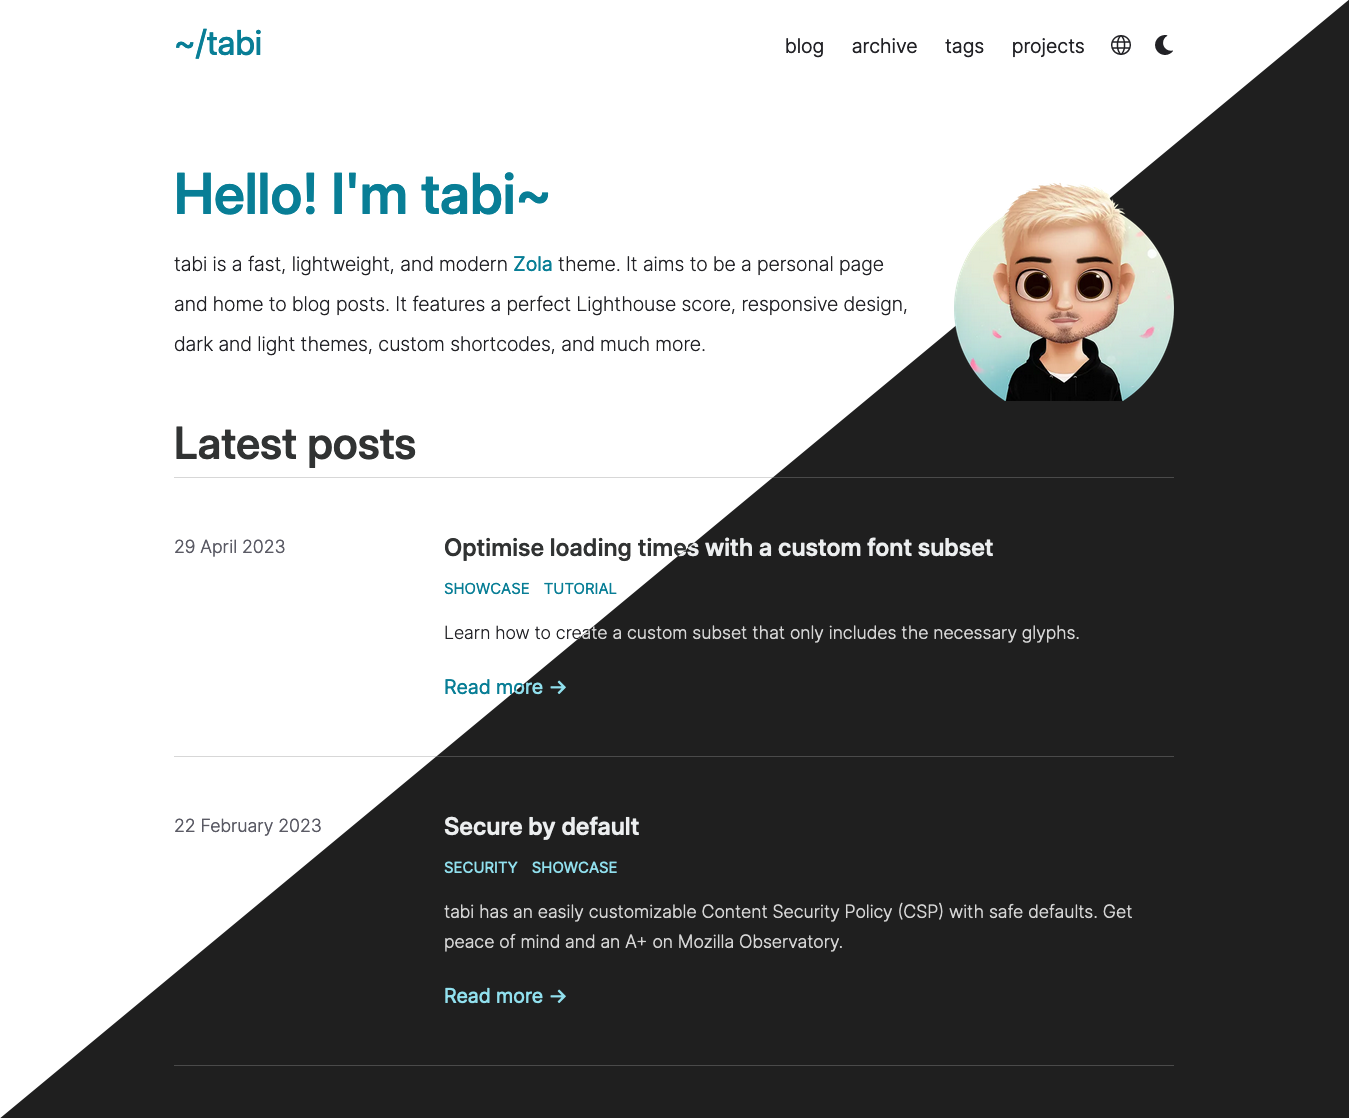 ~/tabi
blog archive tags projects
Hello! I'm tabi~
tabi is a fast, lightweight, and modern Zola theme. It aims to be a personal page
and home to blog posts. It features a perfect Lighthouse score, responsive design,
dark and light themes, custom shortcodes, and much more.
Latest posts
29 April 2023
Optimise loading times with a custom font subset
SHOWCASE TUTORIAL
Learn how to create a custom subset that only includes the necessary glyphs.
Read more →
22 February 2023
Secure by default
SECURITY SHOWCASE
tabi has an easily customizable Content Security Policy (CSP) with safe defaults. Get
peace of mind and an A+ on Mozilla Observatory.
Read more →